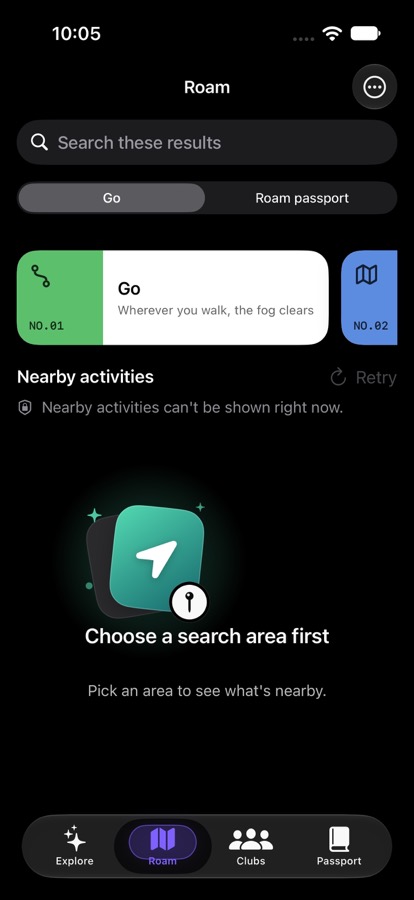 10:05
Roam
Search these results
Go
Roam passport
Go
Wherever you walk, the fog clears
NO.01
NO.02
Nearby activities
Retry
Nearby activities can't be shown right now.
Choose a search area first
Pick an area to see what's nearby.
Explore
Roam
Clubs
Passport